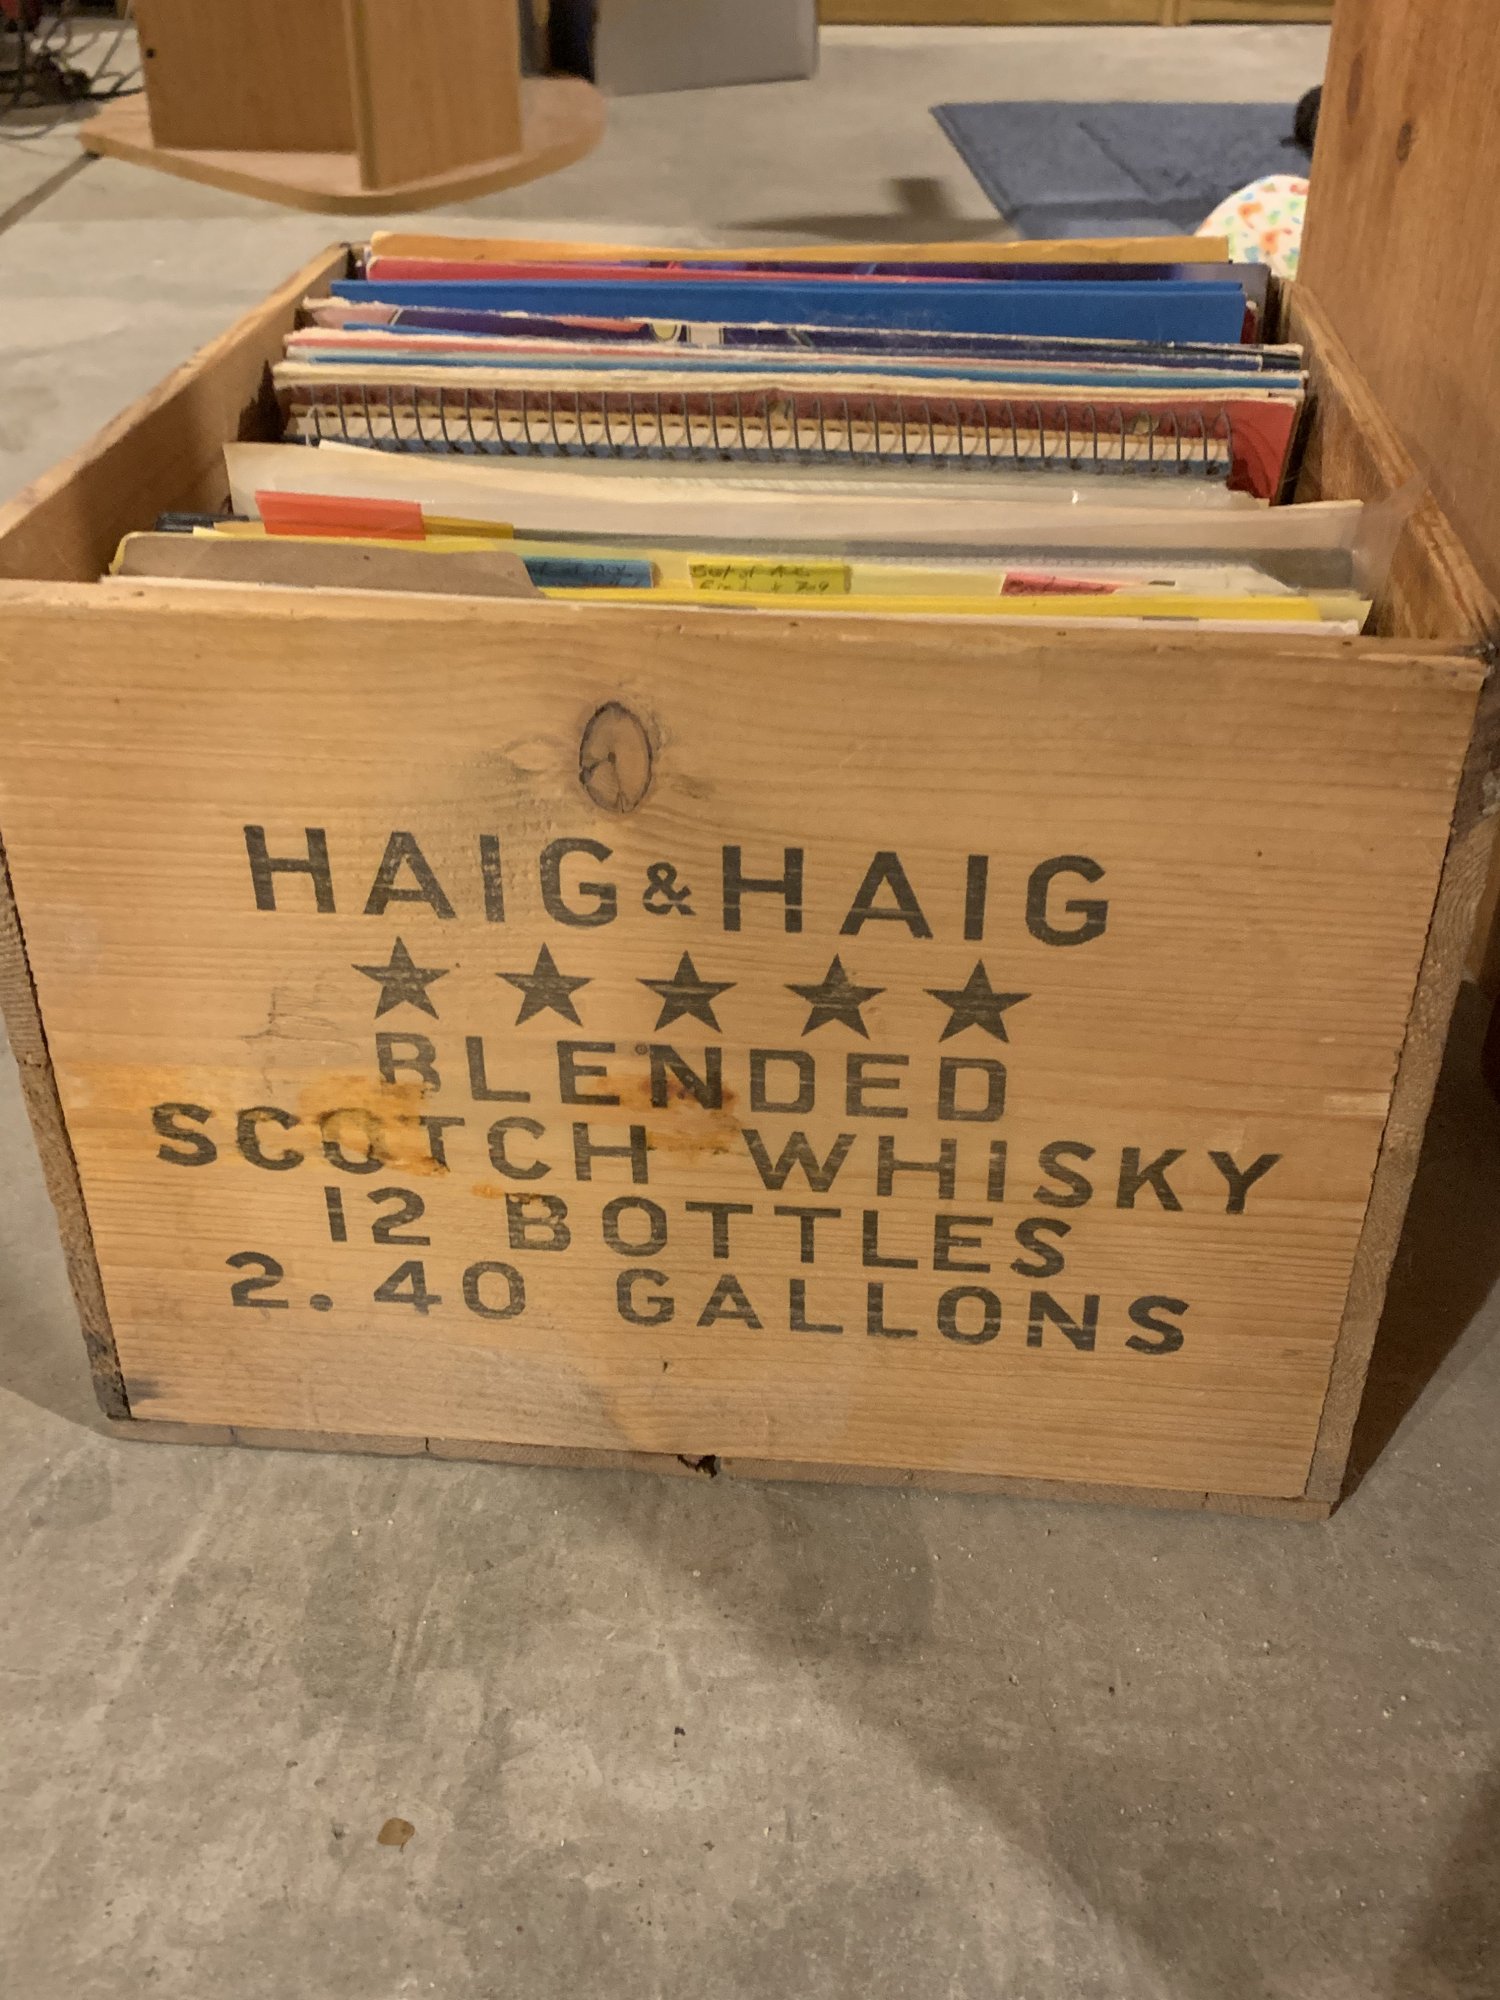 HAIG & HAIG
★ ★ ★ ★ ★
BLENDED
SCOTCH WHISKY
12 BOTTLES
2.40 GALLONS